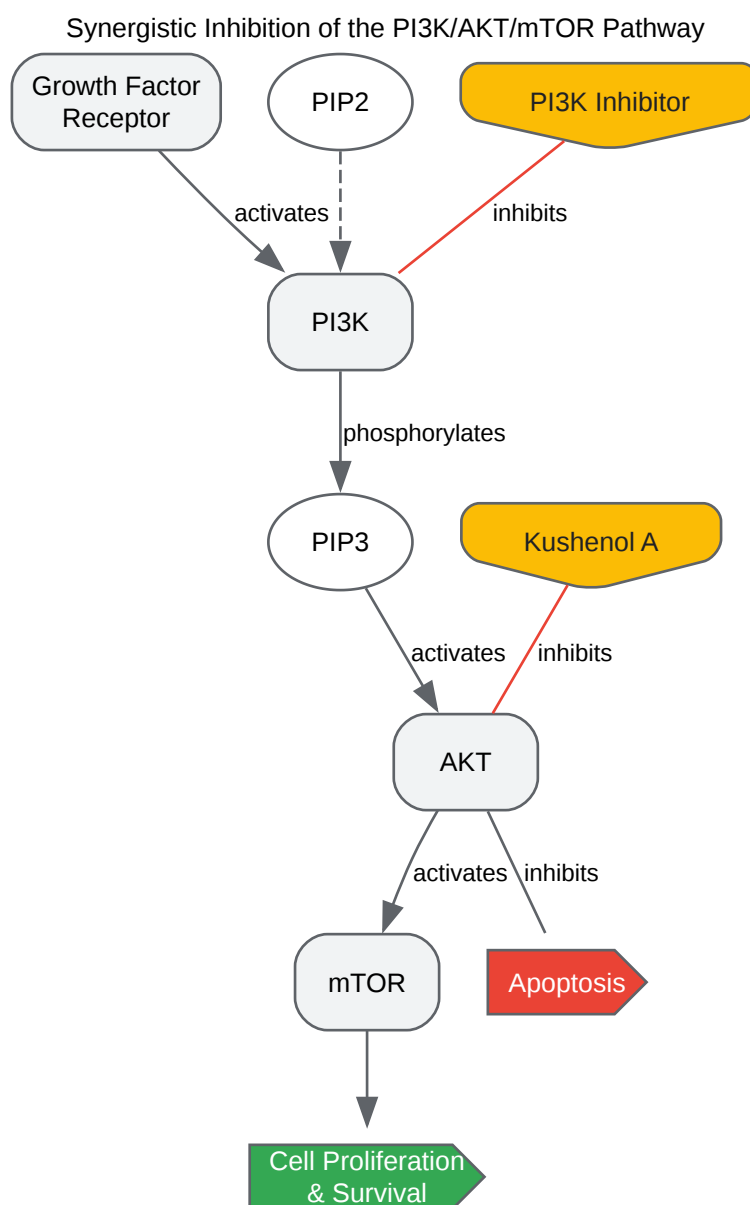 Synergistic Inhibition of the PI3K/AKT/mTOR Pathway
Growth Factor
Receptor
PIP2
PI3K Inhibitor
activates
inhibits
PI3K
phosphorylates
PIP3
Kushenol A
activates
inhibits
AKT
activates
inhibits
mTOR
Apoptosis
Cell Proliferation
& Survival